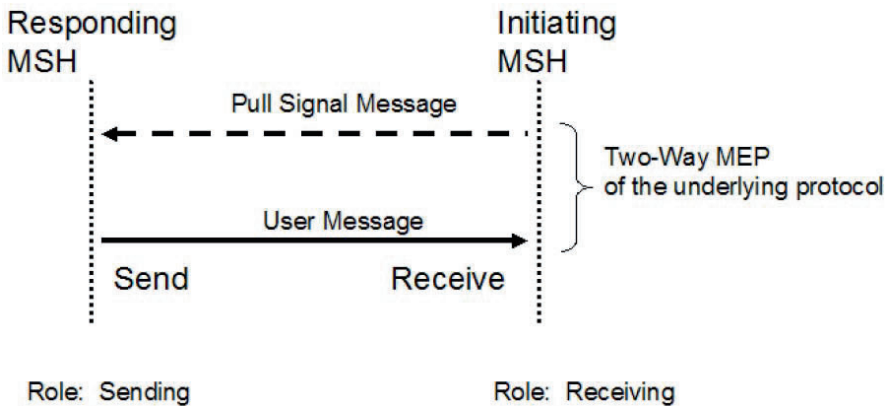 Responding
MSH
Initiating
MSH
Pull Signal Message
Two-Way MEP
of the underlying protocol
User Message
Send
Receive
Role: Sending
Role: Receiving